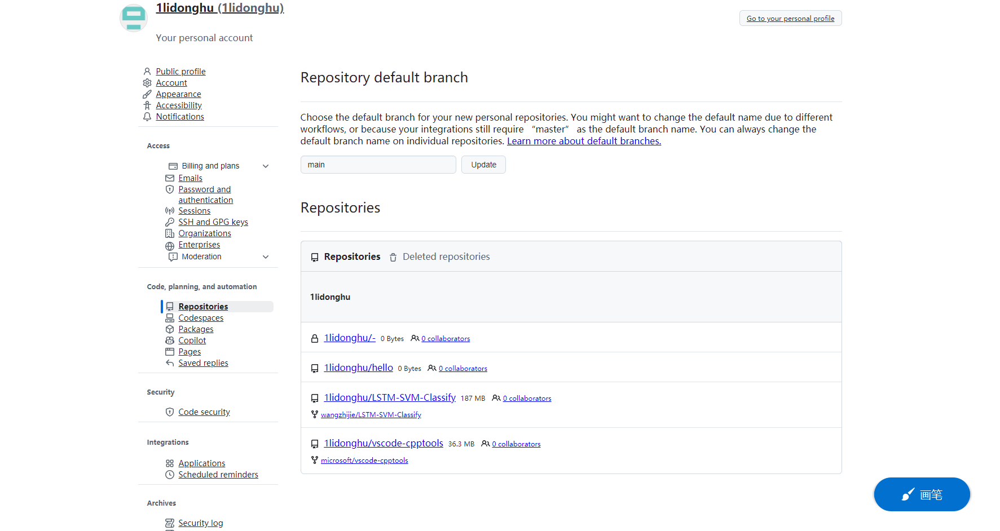 1lidonghu (1lidonghu)
Go to your personal profile
Your personal account
Public profile
Account
Appearance
Accessibility
Notifications
Access
Billing and plans
Emails
Password and
authentication
Sessions
SSH and GPG keys
Organizations
Enterprises
Moderation
Code, planning, and automation
Repositories
Codespaces
Packages
Copilot
Pages
Saved replies
Security
Code security
Integrations
Applications
Scheduled reminders
Archives
Security log
Repository default branch
Choose the default branch for your new personal repositories. You might want to change the default name due to different
workflows, or because your integrations still require “master” as the default branch name. You can always change the
default branch name on individual repositories. Learn more about default branches.
main Update
Repositories
Repositories Deleted repositories
1lidonghu
1lidonghu/- 0 Bytes 0 collaborators
1lidonghu/hello 0 Bytes 0 collaborators
1lidonghu/LSTM-SVM-Classify 187 MB 0 collaborators
wangzhijie/LSTM-SVM-Classify
1lidonghu/vscode-cpptools 36.3 MB 0 collaborators
microsoft/vscode-cpptools
画笔